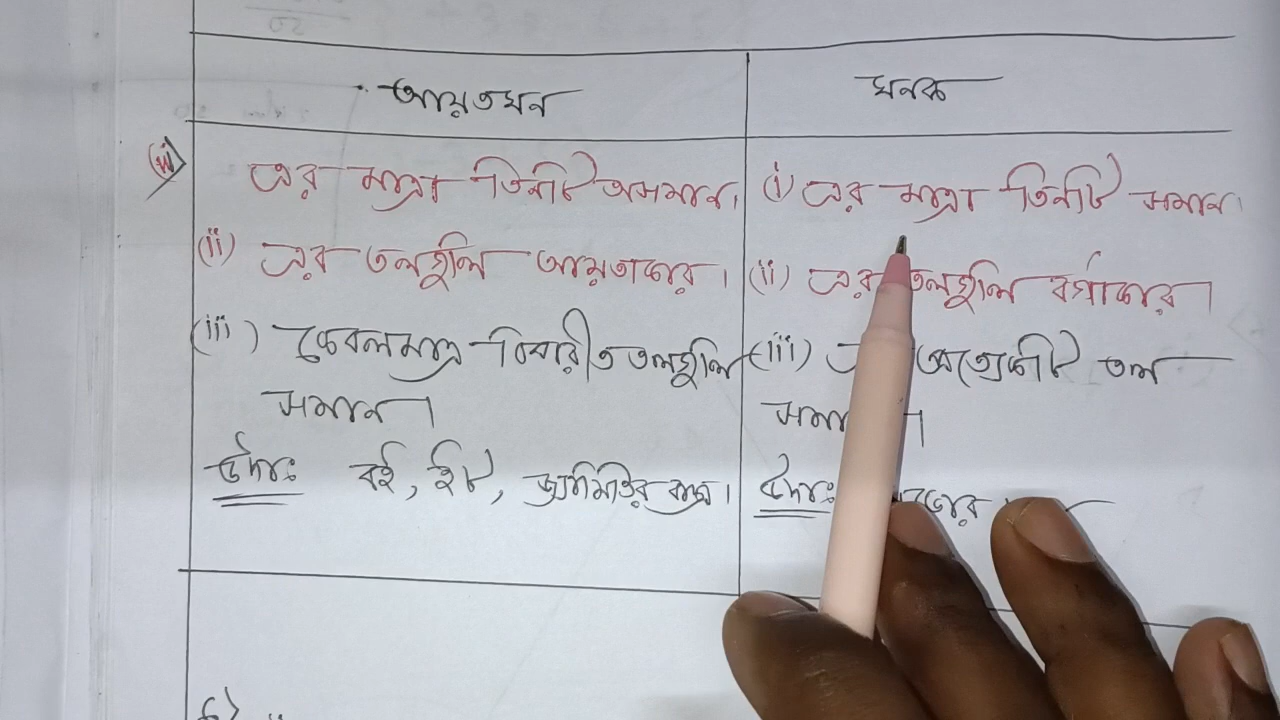 আয়তঘন
ঘনক
এর মাত্রা তিনটি অসমান।
(ii) এর তলগুলি আয়তাকার।
(iii) কেবলমাত্র বিপরীত তলগুলি
সমান।
উদাঃ বই, ইট, জ্যামিতির বাক্স।
(i) এর মাত্রা তিনটি সমান।
(ii) এর তলগুলি বর্গাকার।
(iii) প্রত্যেকটি তল
সমান।
উদাঃ